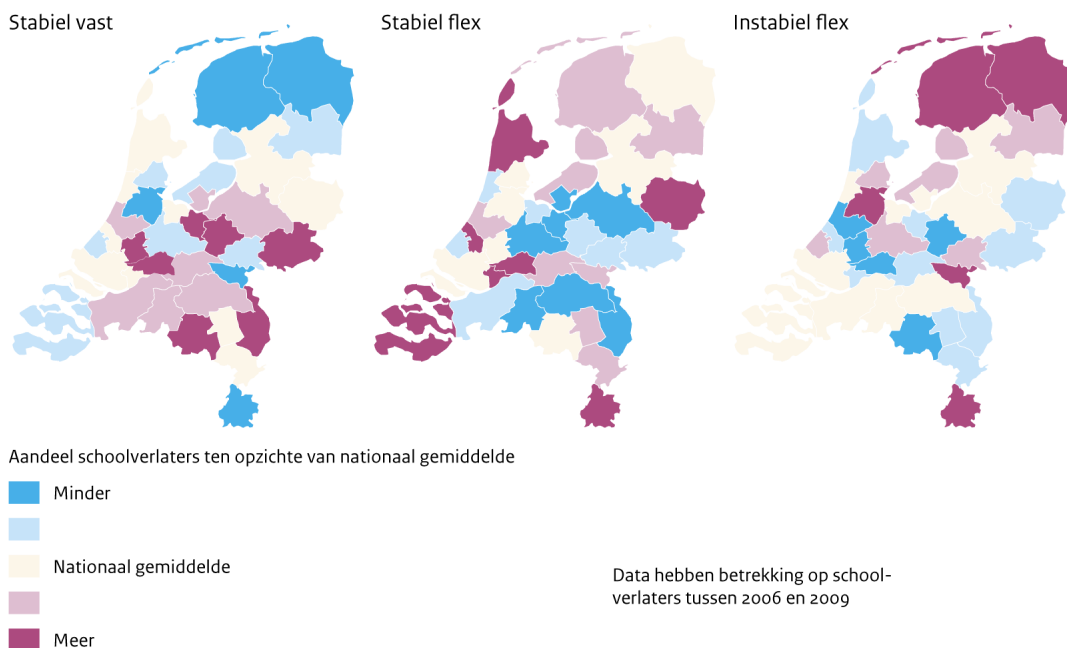 Stabiel vast
Stabiel flex
Instabiel flex
Aandeel schoolverlaters ten opzichte van nationaal gemiddelde
Minder
Nationaal gemiddelde
Meer
Data hebben betrekking op school-
verlaters tussen 2006 en 2009